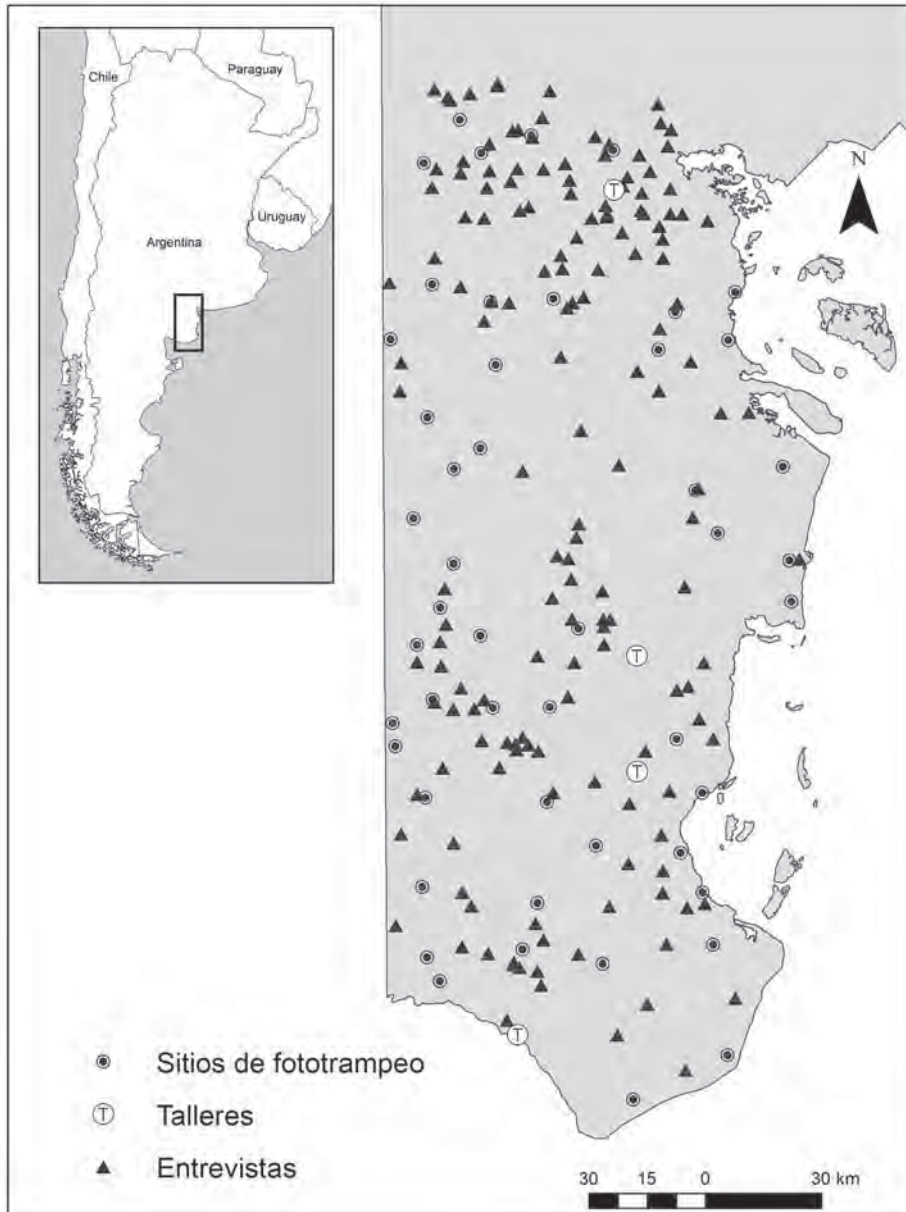 Chile
Paraguay
Uruguay
Argentina
N
T
T
T
T
Sitios de fototrampeo
T Talleres
Entrevistas
30 15 0 30 km